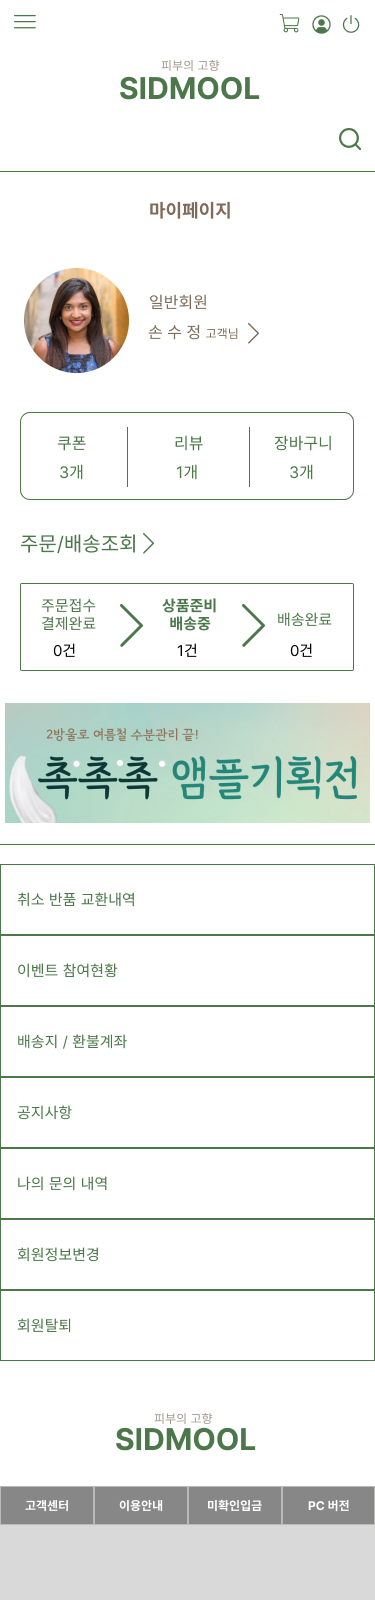 피부의 고향
SIDMOOL
마이페이지
일반회원
손 수 정 고객님
쿠폰
3개
리뷰
1개
장바구니
3개
주문/배송조회
주문접수
결제완료
0건
상품준비
배송중
1건
배송완료
0건
2방울로 여름철 수분관리 끝!
촉촉촉 앰플기획전
취소 반품 교환내역
이벤트 참여현황
배송지 / 환불계좌
공지사항
나의 문의 내역
회원정보변경
회원탈퇴
피부의 고향
SIDMOOL
고객센터
이용안내
미확인입금
PC 버전